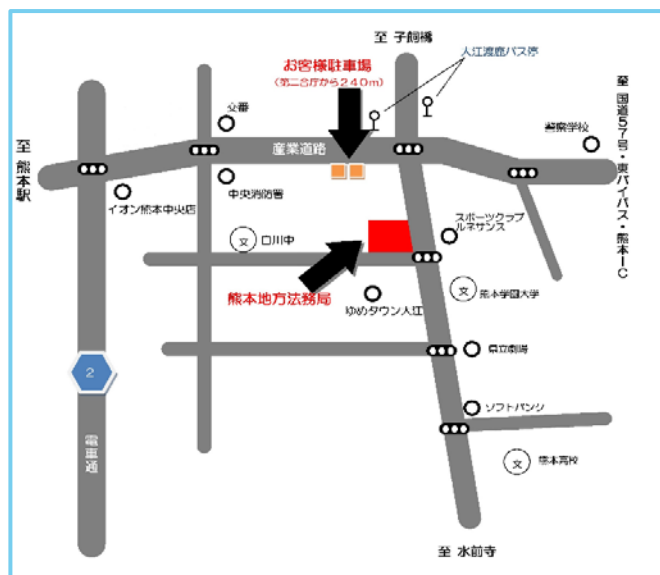 至 子飼橋
お客様駐車場
(第二合庁から240m)
大江渡鹿バス停
至 国道57号・東バイパス・熊本IC
交番
警察学校
産業道路
至 熊本駅
イオン熊本中央店
中央消防署
スポーツクラブ
ルネサンス
文 白川中
熊本地方法務局
ゆめタウン大江
文 熊本学園大学
県立劇場
2
ソフトバンク
電車通
文 熊本高校
至 水前寺